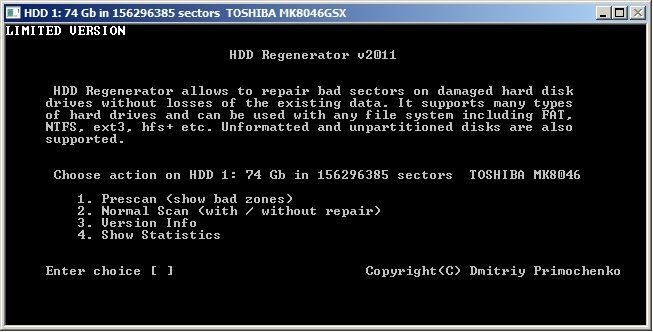 HDD 1: 74 Gb in 156296385 sectors TOSHIBA MK8046GSX
LIMITED VERSION
HDD Regenerator v2011
HDD Regenerator allows to repair bad sectors on damaged hard disk
drives without losses of the existing data. It supports many types
of hard drives and can be used with any file system including FAT,
NTFS, ext3, hfs+ etc. Unformatted and unpartitioned disks are also
supported.
Choose action on HDD 1: 74 Gb in 156296385 sectors TOSHIBA MK8046
1. Prescan (show bad zones)
2. Normal Scan (with / without repair)
3. Version Info
4. Show Statistics
Enter choice [ ] Copyright(C) Dmitriy Primochenko